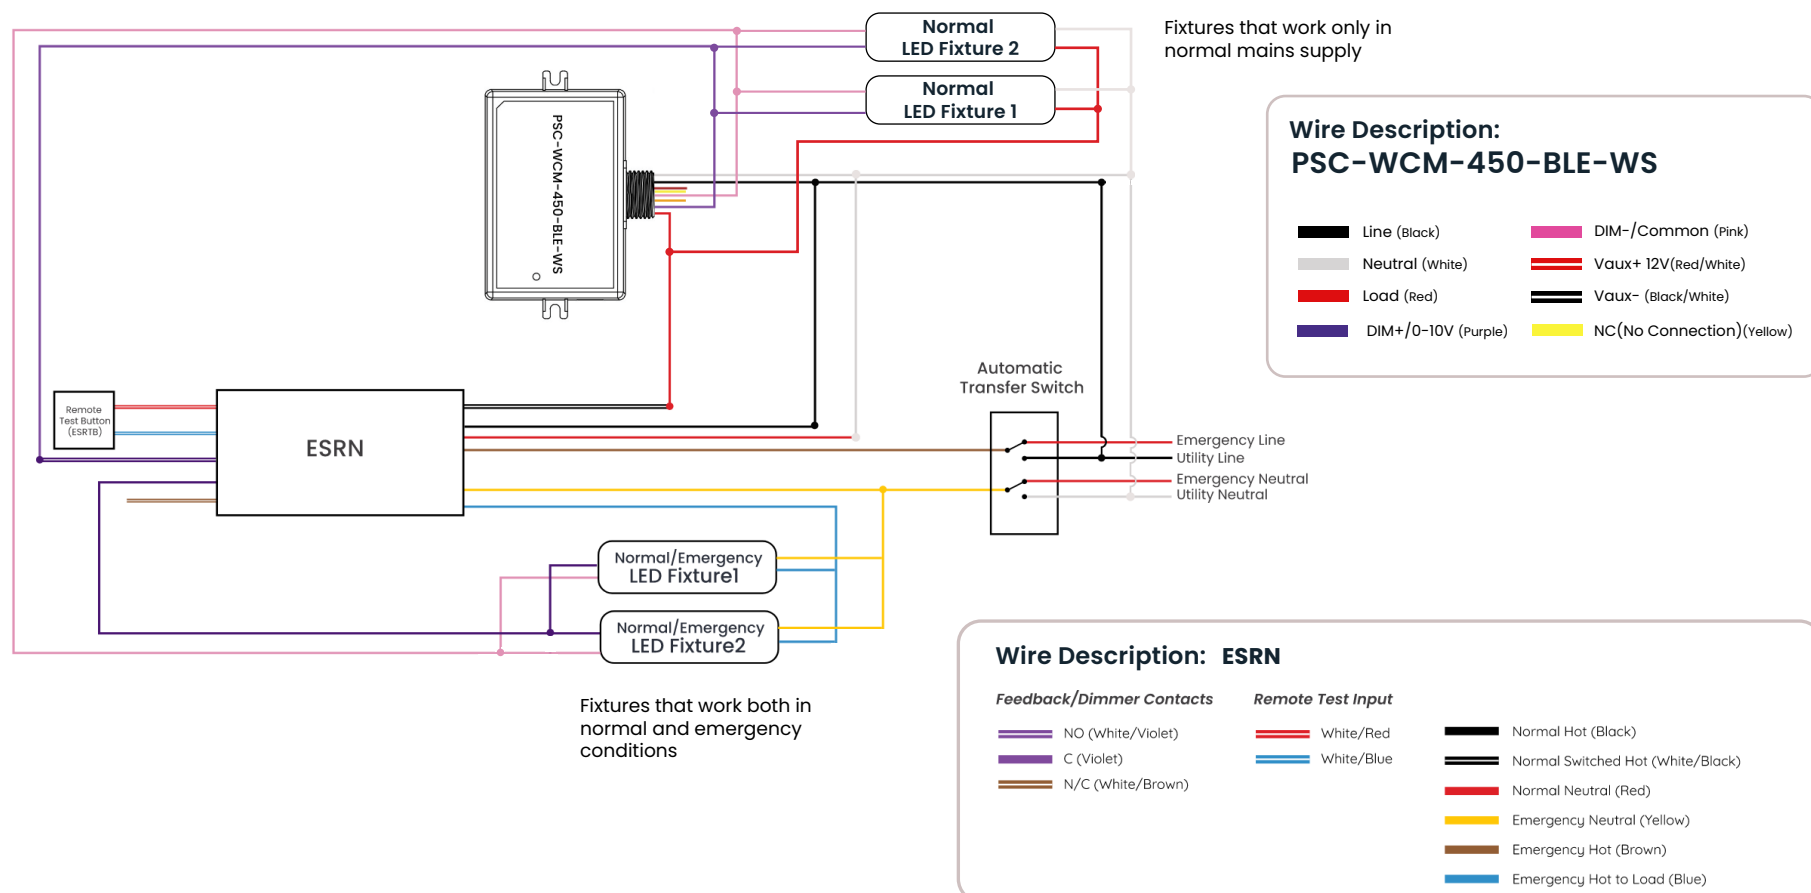 Normal
LED Fixture 2
Fixtures that work only in
normal mains supply
Normal
LED Fixture 1
PSC-WCM-450-BLE-WS
Wire Description:
PSC-WCM-450-BLE-WS
Line (Black)
DIM-/Common (Pink)
Neutral (White)
Vaux+ 12V(Red/White)
Load (Red)
Vaux- (Black/White)
DIM+/0-10V (Purple)
NC(No Connection)(Yellow)
Automatic
Transfer Switch
Remote
Test Button
(ESRTB)
ESRN
Emergency Line
Utility Line
Emergency Neutral
Utility Neutral
Normal/Emergency
LED Fixture1
Normal/Emergency
LED Fixture2
Fixtures that work both in
normal and emergency
conditions
Wire Description: ESRN
Feedback/Dimmer Contacts
Remote Test Input
NO (White/Violet)
C (Violet)
N/C (White/Brown)
White/Red
White/Blue
Normal Hot (Black)
Normal Switched Hot (White/Black)
Normal Neutral (Red)
Emergency Neutral (Yellow)
Emergency Hot (Brown)
Emergency Hot to Load (Blue)